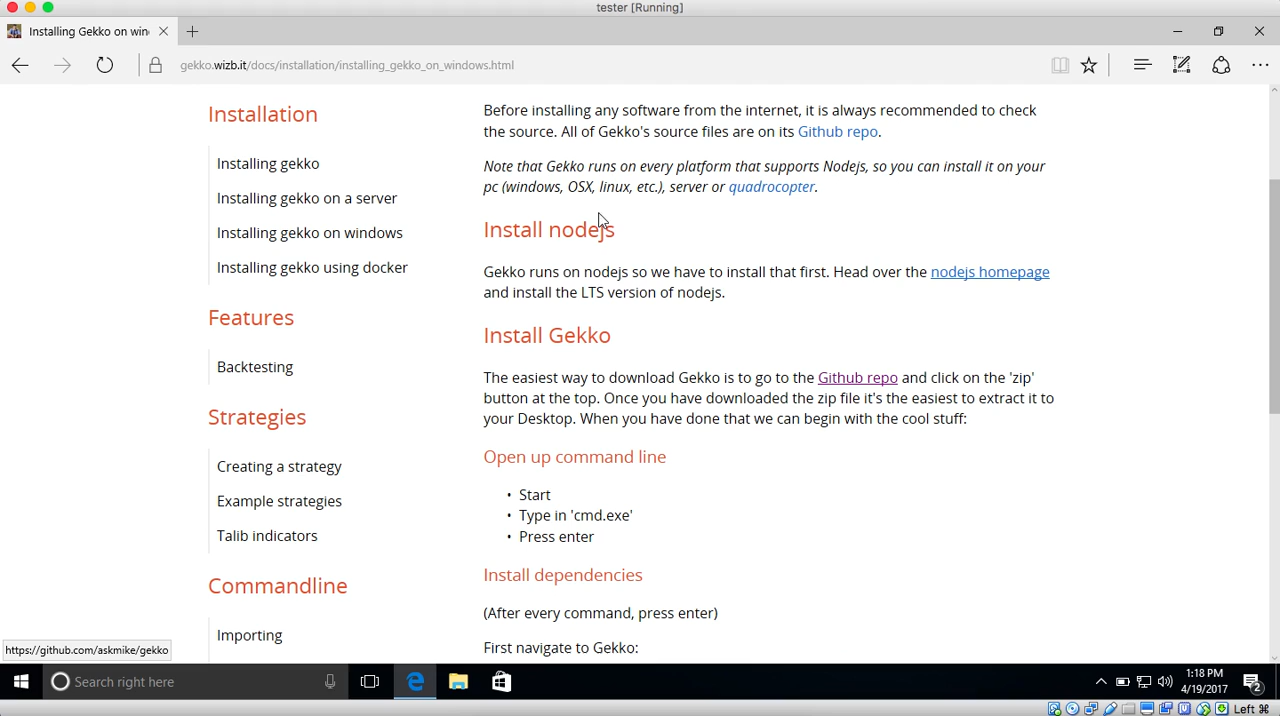 tester [Running]
Installing Gekko on win
gekko.wizb.it/docs/installation/installing_gekko_on_windows.html
Installation
Installing gekko
Installing gekko on a server
Installing gekko on windows
Installing gekko using docker
Features
Backtesting
Strategies
Creating a strategy
Example strategies
Talib indicators
Commandline
Importing
Before installing any software from the internet, it is always recommended to check
the source. All of Gekko's source files are on its Github repo.
Note that Gekko runs on every platform that supports Nodejs, so you can install it on your
pc (windows, OSX, linux, etc.), server or quadrocopter.
Install nodejs
Gekko runs on nodejs so we have to install that first. Head over the nodejs homepage
and install the LTS version of nodejs.
Install Gekko
The easiest way to download Gekko is to go to the Github repo and click on the 'zip'
button at the top. Once you have downloaded the zip file it's the easiest to extract it to
your Desktop. When you have done that we can begin with the cool stuff:
Open up command line
• Start
• Type in 'cmd.exe'
• Press enter
Install dependencies
(After every command, press enter)
First navigate to Gekko:
https://github.com/askmike/gekko
Search right here
1:18 PM
4/19/2017
2
Left ⌘